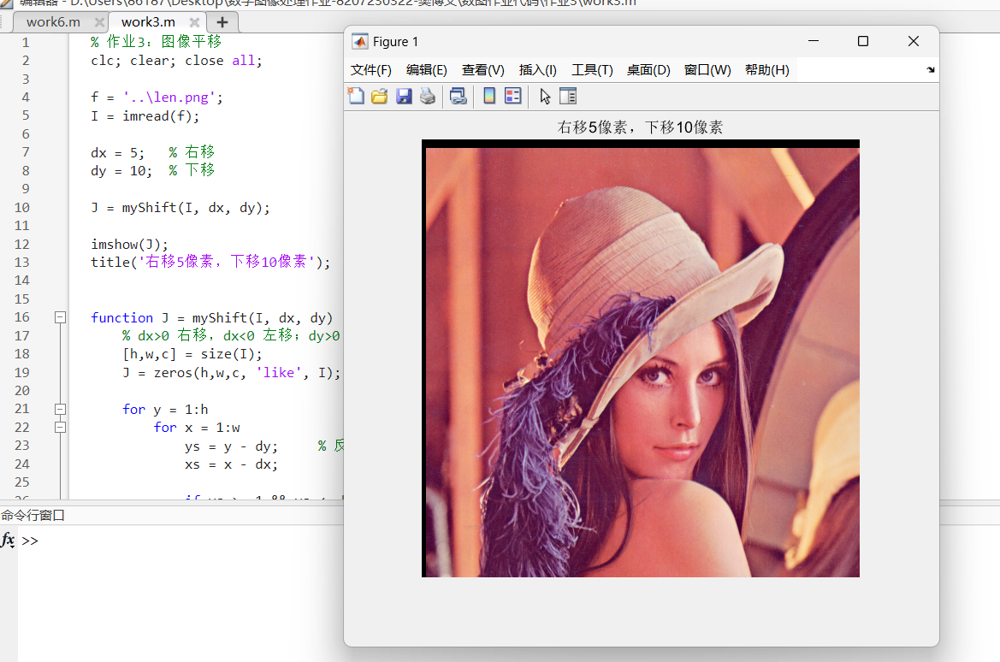 编辑器 - D:\Users\86187\Desktop\数字图像处理作业-8207230322-樊博文\数图作业代码\作业3\work3.m
work6.m
work3.m
1 % 作业3：图像平移
2 clc; clear; close all;
3
4 f = '..\len.png';
5 I = imread(f);
6
7 dx = 5; % 右移
8 dy = 10; % 下移
9
10 J = myShift(I, dx, dy);
11
12 imshow(J);
13 title('右移5像素，下移10像素');
14
15
16 function J = myShift(I, dx, dy)
17 % dx>0 右移，dx<0 左移；dy>0
18 [h,w,c] = size(I);
19 J = zeros(h,w,c, 'like', I);
20
21 for y = 1:h
22 for x = 1:w
23 ys = y - dy; % 反
24 xs = x - dx;
25
命令行窗口
fx >>
Figure 1
文件(F) 编辑(E) 查看(V) 插入(I) 工具(T) 桌面(D) 窗口(W) 帮助(H)
右移5像素，下移10像素